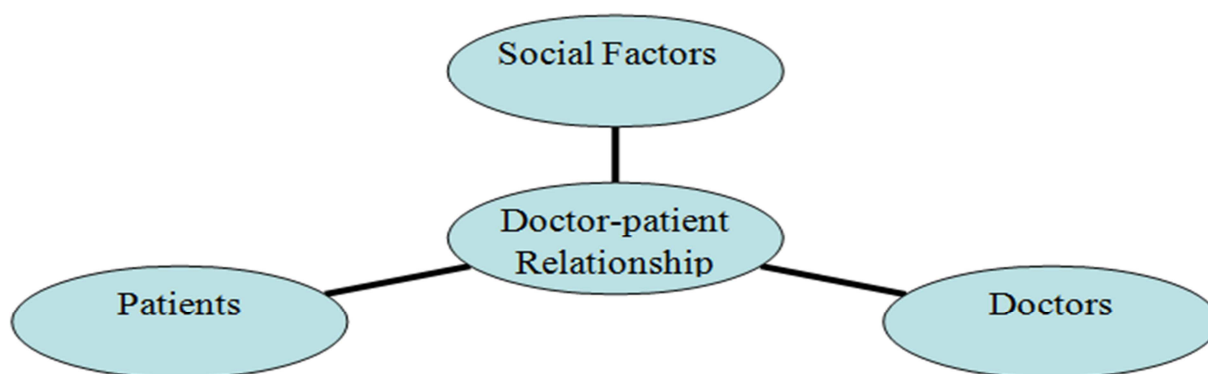 Social Factors
Doctor-patient
Relationship
Patients
Doctors